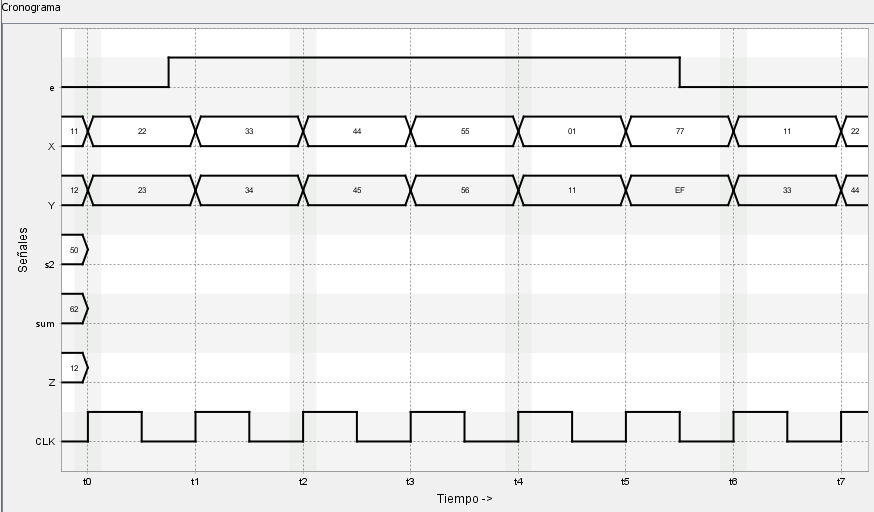 Cronograma
e
X 11 22 33 44 55 01 77 11 22
Y 12 23 34 45 56 11 EF 33 44
s2 50
sum 62
Z 12
CLK
Señales
t0 t1 t2 t3 t4 t5 t6 t7
Tiempo ->